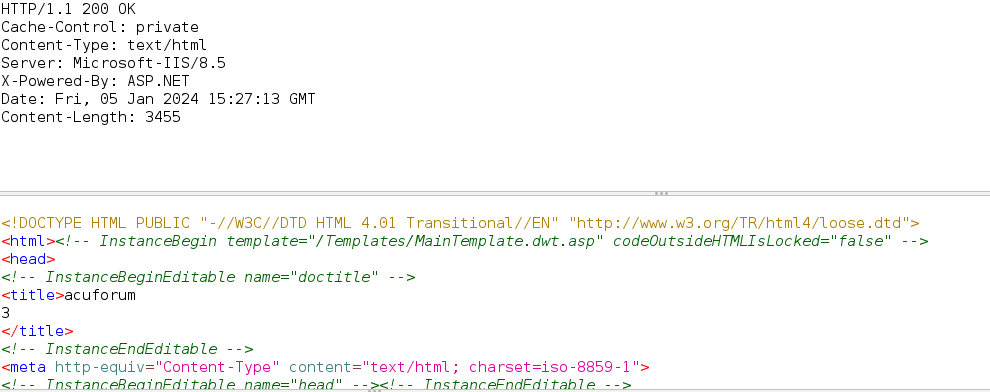 HTTP/1.1 200 OK
Cache-Control: private
Content-Type: text/html
Server: Microsoft-IIS/8.5
X-Powered-By: ASP.NET
Date: Fri, 05 Jan 2024 15:27:13 GMT
Content-Length: 3455
<!DOCTYPE HTML PUBLIC "-//W3C//DTD HTML 4.01 Transitional//EN" "http://www.w3.org/TR/html4/loose.dtd">
<html><!-- InstanceBegin template="/Templates/MainTemplate.dwt.asp" codeOutsideHTMLIsLocked="false" -->
<head>
<!-- InstanceBeginEditable name="doctitle" -->
<title>acuforum
3
</title>
<!-- InstanceEndEditable -->
<meta http-equiv="Content-Type" content="text/html; charset=iso-8859-1">
<!-- InstanceBeginEditable name="head" --><!-- InstanceEndEditable -->